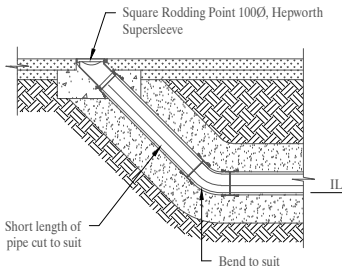 Square Rodding Point 100Ø, Hepworth
Supersleeve
IL
Short length of
pipe cut to suit
Bend to suit